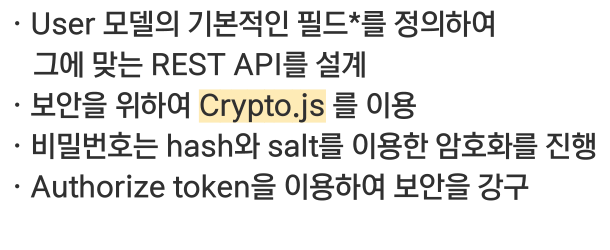 · User 모델의 기본적인 필드*를 정의하여
그에 맞는 REST API를 설계
· 보안을 위하여 Crypto.js 를 이용
· 비밀번호는 hash와 salt를 이용한 암호화를 진행
· Authorize token을 이용하여 보안을 강구